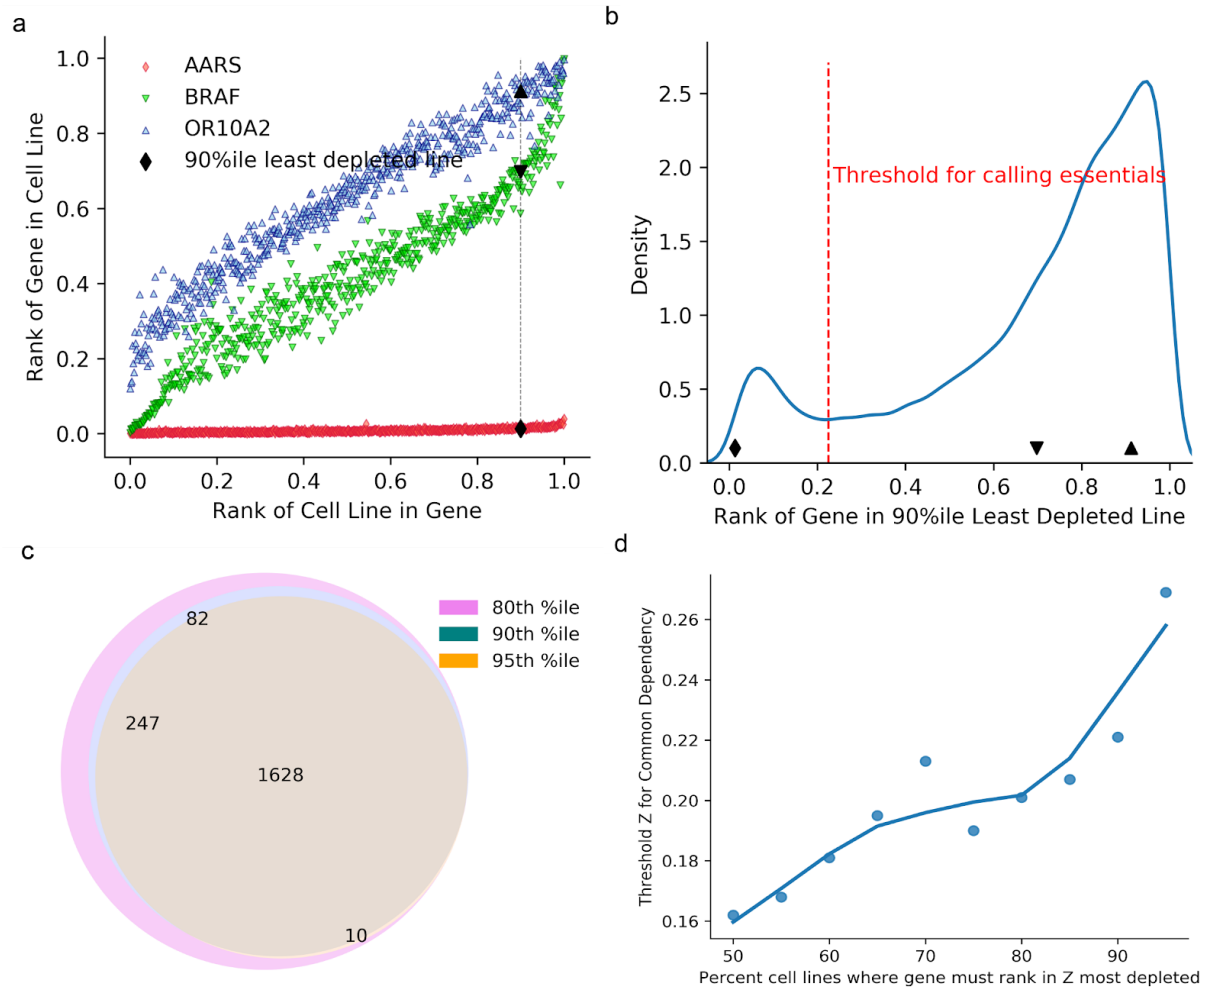 a
1.0
0.8
0.6
0.4
0.2
0.0
0.0 0.2 0.4 0.6 0.8 1.0
Rank of Gene in Cell Line
Rank of Cell Line in Gene
AARS
BRAF
OR10A2
90%ile least depleted line
b
2.5
2.0
1.5
1.0
0.5
0.0
0.0 0.2 0.4 0.6 0.8 1.0
Density
Rank of Gene in 90%ile Least Depleted Line
Threshold for calling essentials
c
80th %ile
90th %ile
95th %ile
82
247
1628
10
d
0.26
0.24
0.22
0.20
0.18
0.16
50 60 70 80 90
Threshold Z for Common Dependency
Percent cell lines where gene must rank in Z most depleted